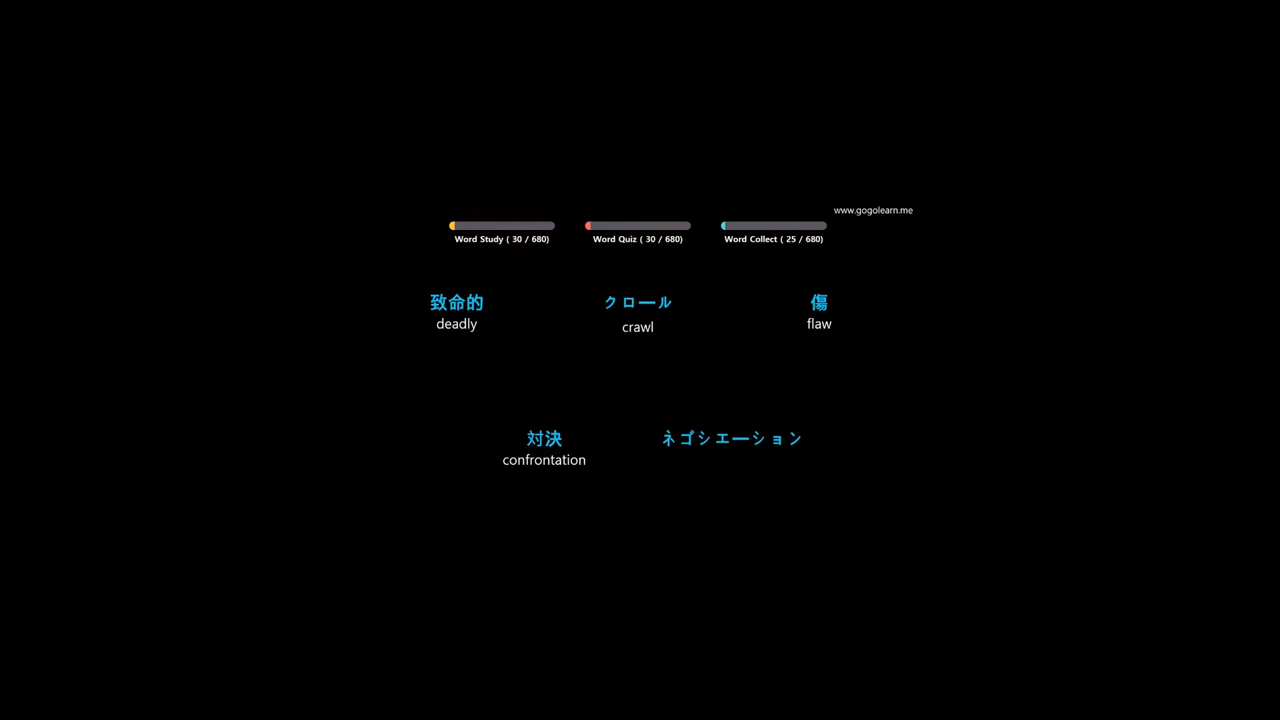 www.gogolearn.me
Word Study ( 30 / 680)
Word Quiz ( 30 / 680)
Word Collect ( 25 / 680)
致命的
deadly
クロール
crawl
傷
flaw
対決
confrontation
ネゴシエーション